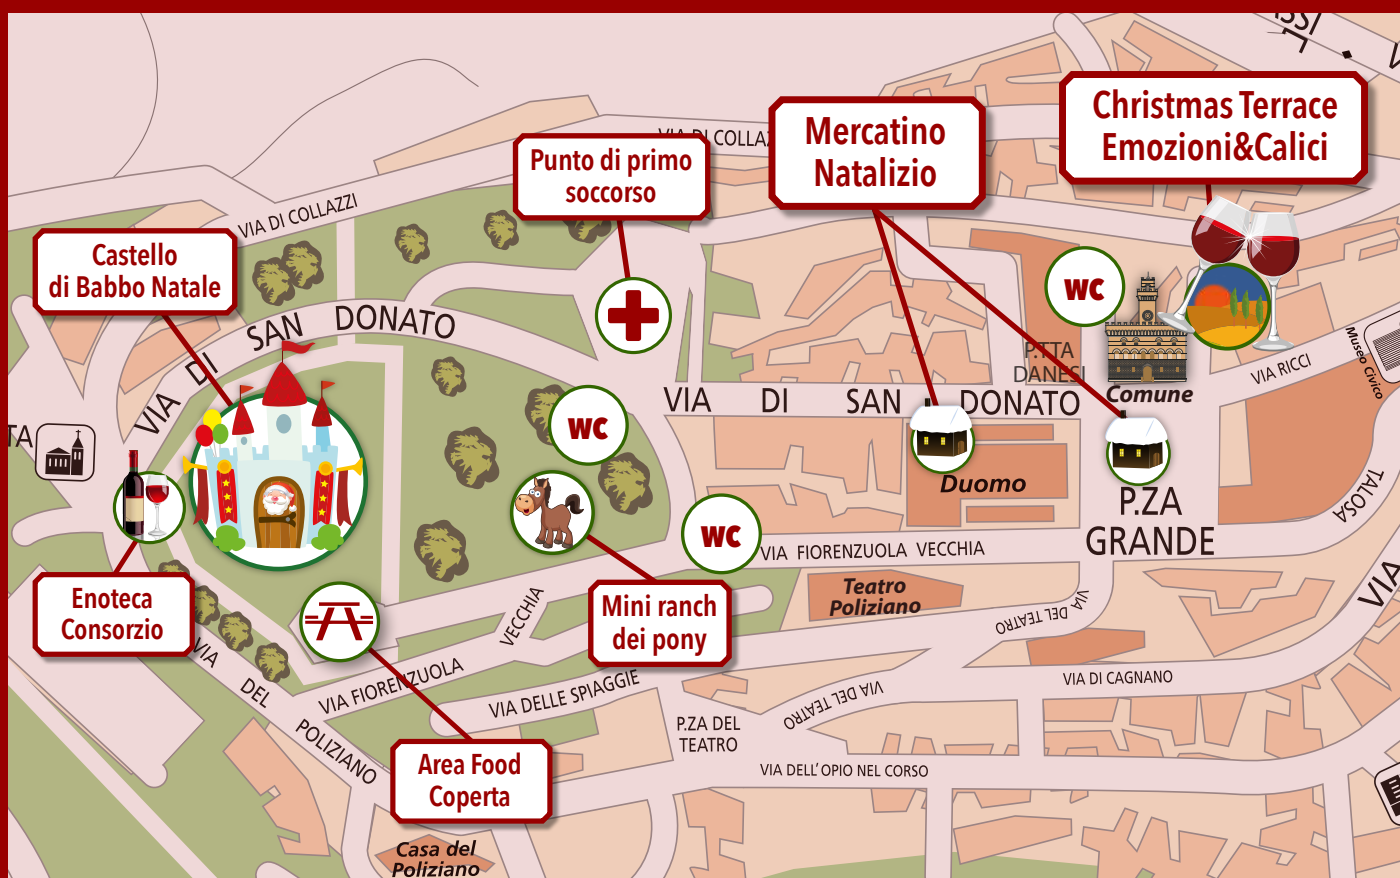 Christmas Terrace
Emozioni&Calici
Mercatino
Natalizio
VIA DI COLLAZ
Punto di primo
soccorso
VIA DI COLLAZZI
Castello
di Babbo Natale
VIA DI SAN DONATO
WC
P.TTA
DANESI
Comune
VIA RICCI
Museo Civico
VIA DI SAN DONATO
TA
WC
Duomo
P.ZA
GRANDE
TALOSA
VIA
WC
VIA FIORENZUOLA VECCHIA
Enoteca
Consorzio
Mini ranch
dei pony
Teatro
Poliziano
VIA DEL TEATRO
VIA FIORENZUOLA VECCHIA
VIA DELLE SPIAGGIE
VIA DI CAGNANO
VIA DEL TEATRO
VIA DEL POLIZIANO
P.ZA DEL
TEATRO
VIA DELL'OPIO NEL CORSO
Area Food
Coperta
Casa del
Poliziano